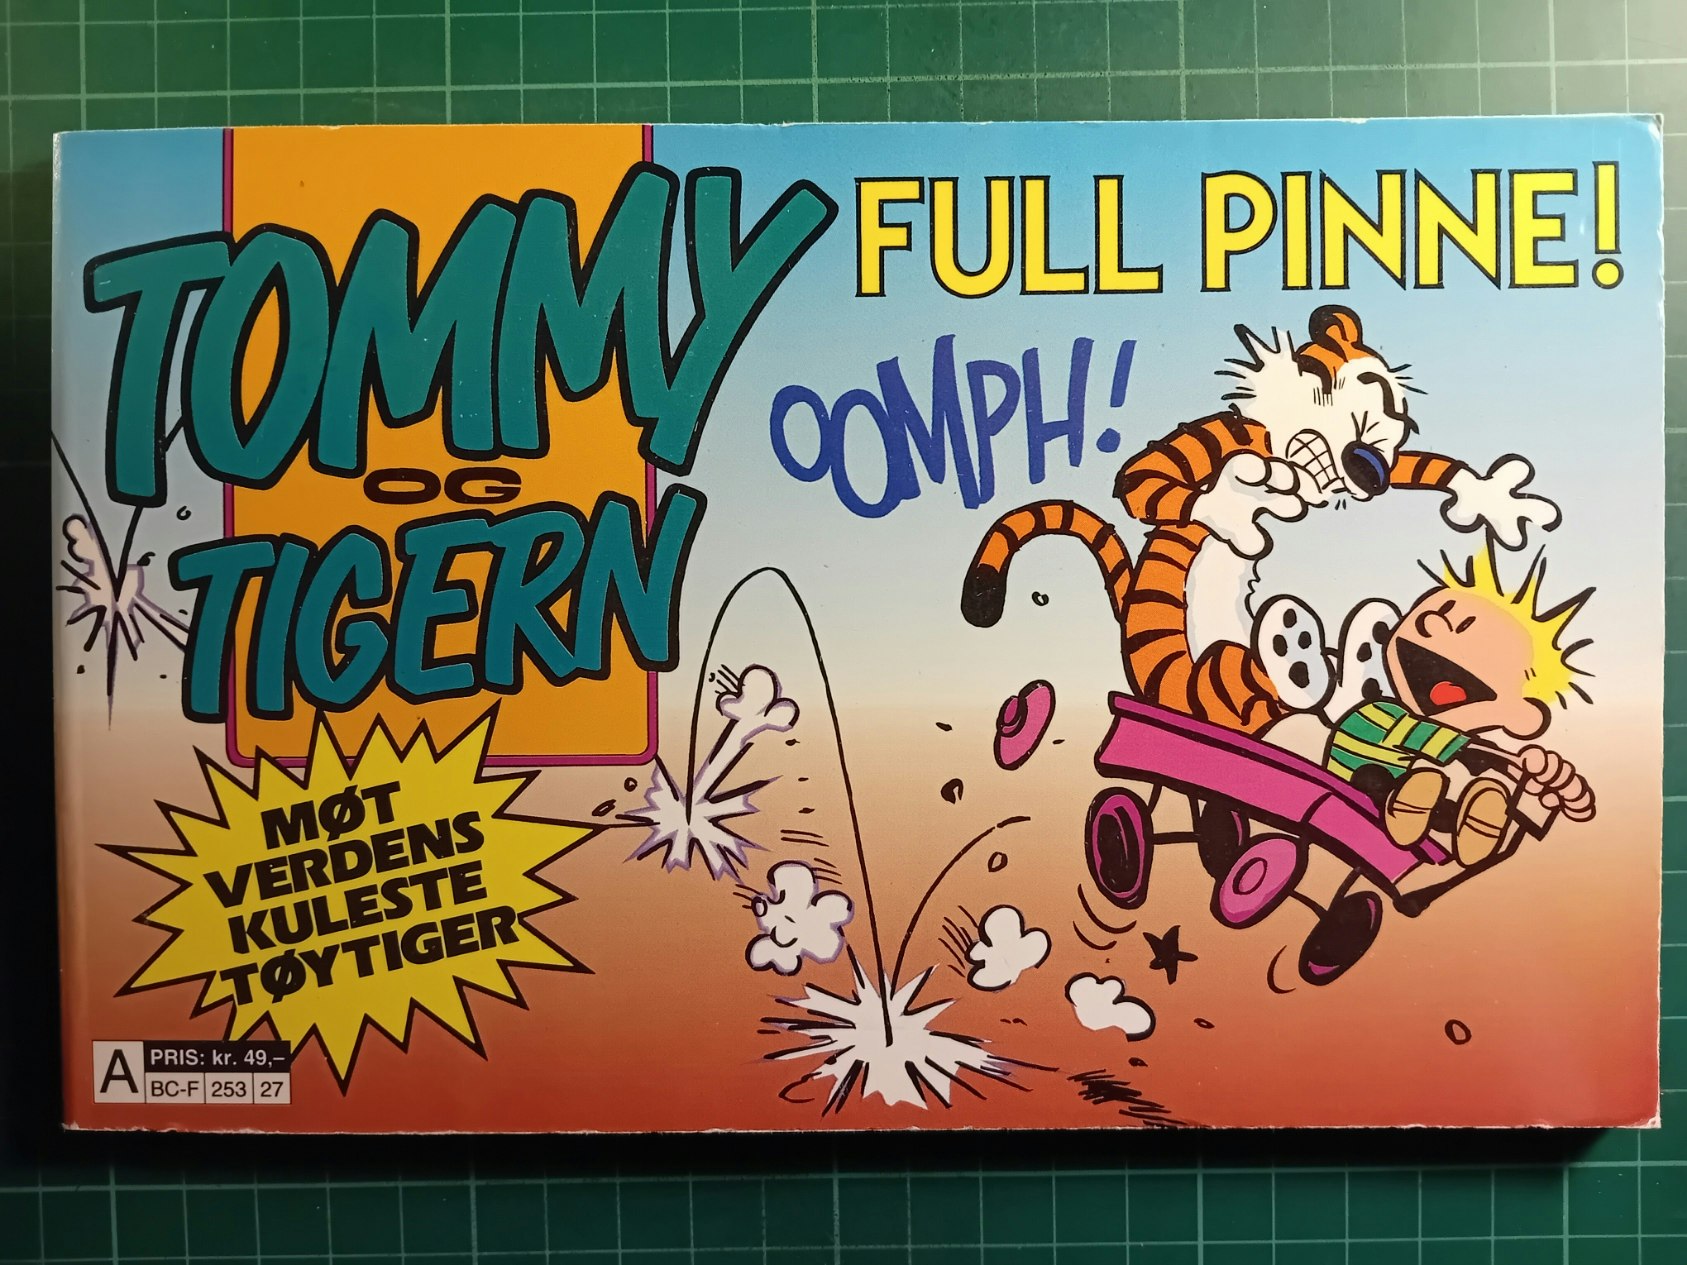 TOMMY
OG
TIGERN
FULL PINNE!
OOMPH!
MØT
VERDENS
KULESTE
TØYTIGER
A
PRIS: kr. 49,–
BC-F 253 27